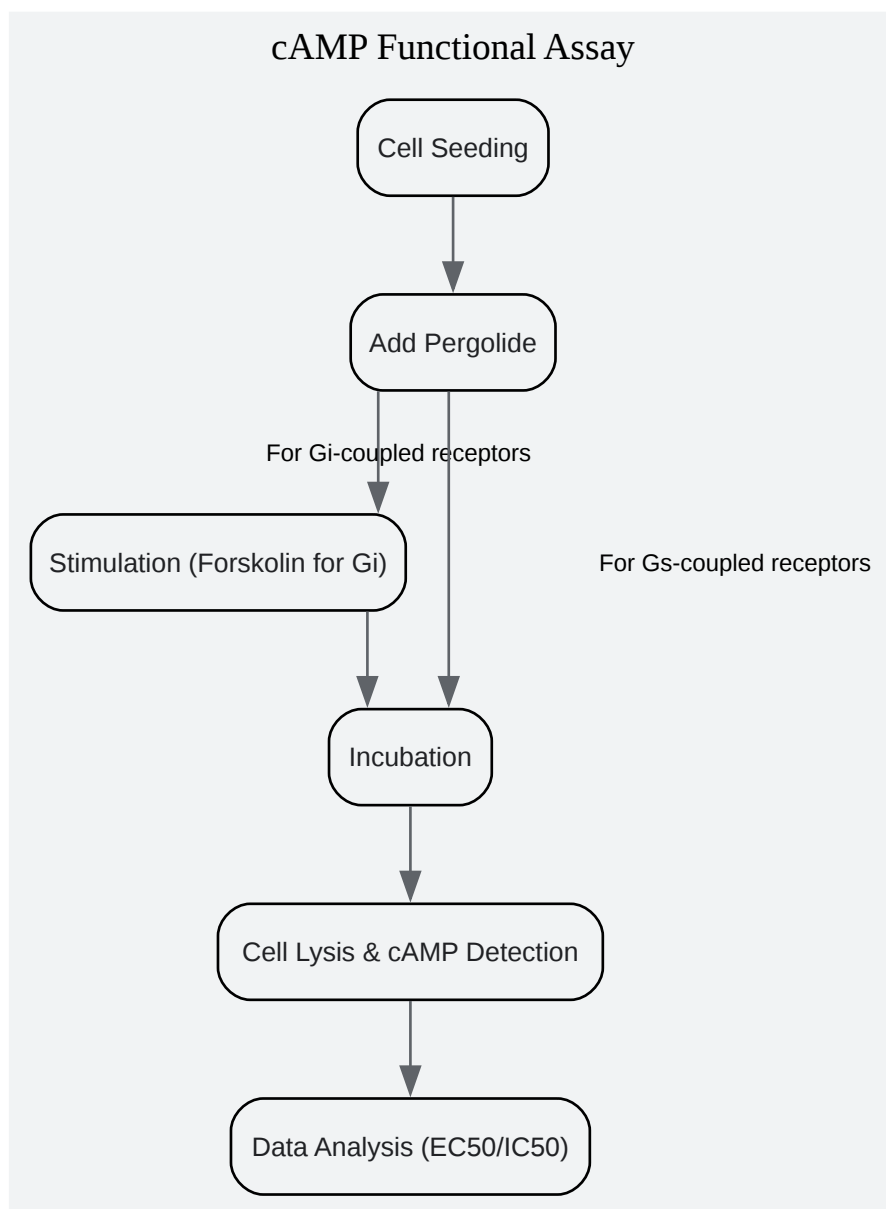 cAMP Functional Assay
Cell Seeding
Add Pergolide
For Gi-coupled receptors
Stimulation (Forskolin for Gi)
For Gs-coupled receptors
Incubation
Cell Lysis & cAMP Detection
Data Analysis (EC50/IC50)